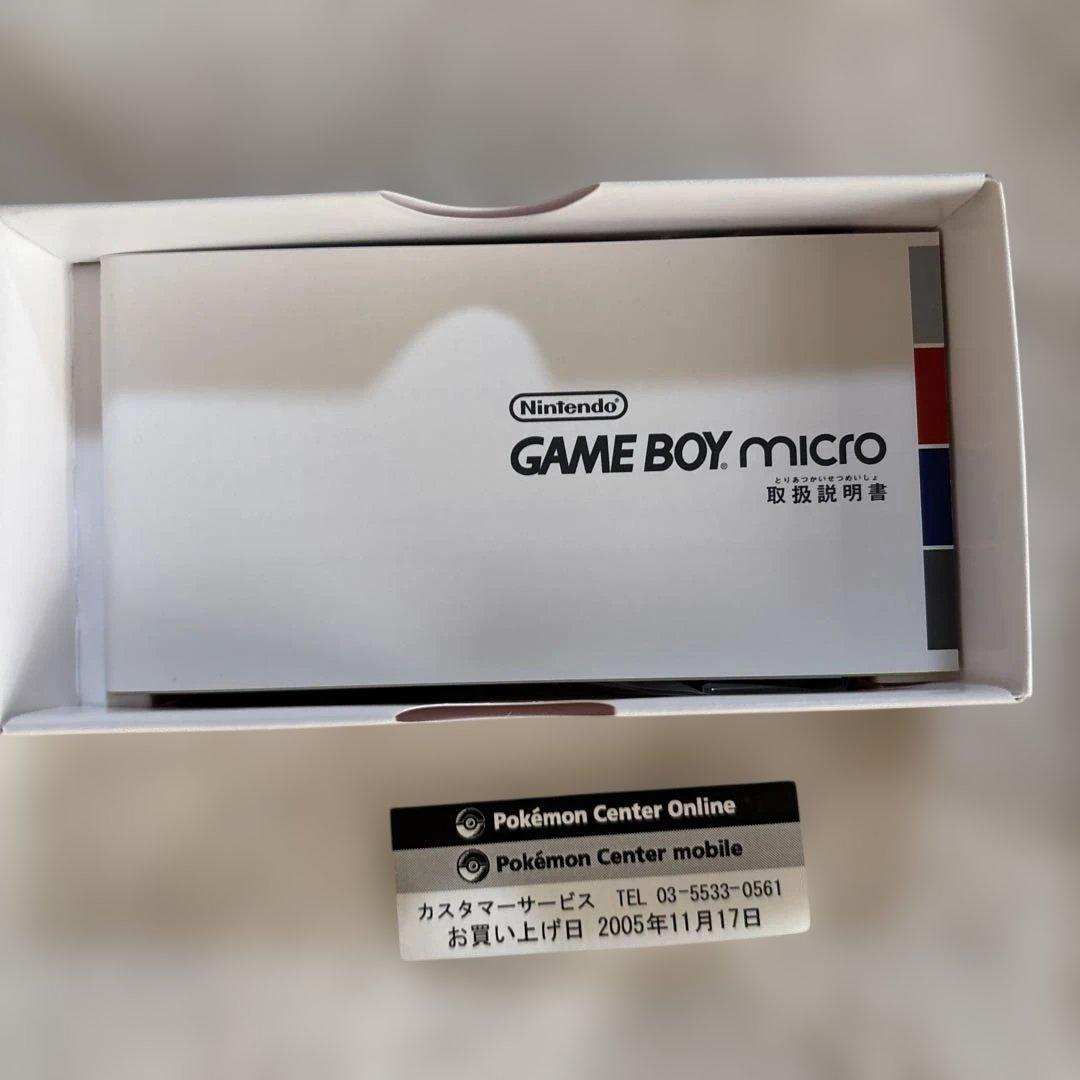 Nintendo®
GAME BOY® micro
とりあつかいせつめいしょ
取扱説明書
Pokémon Center Online
Pokémon Center mobile
カスタマーサービス TEL 03-5533-0561
お買い上げ日 2005年11月17日